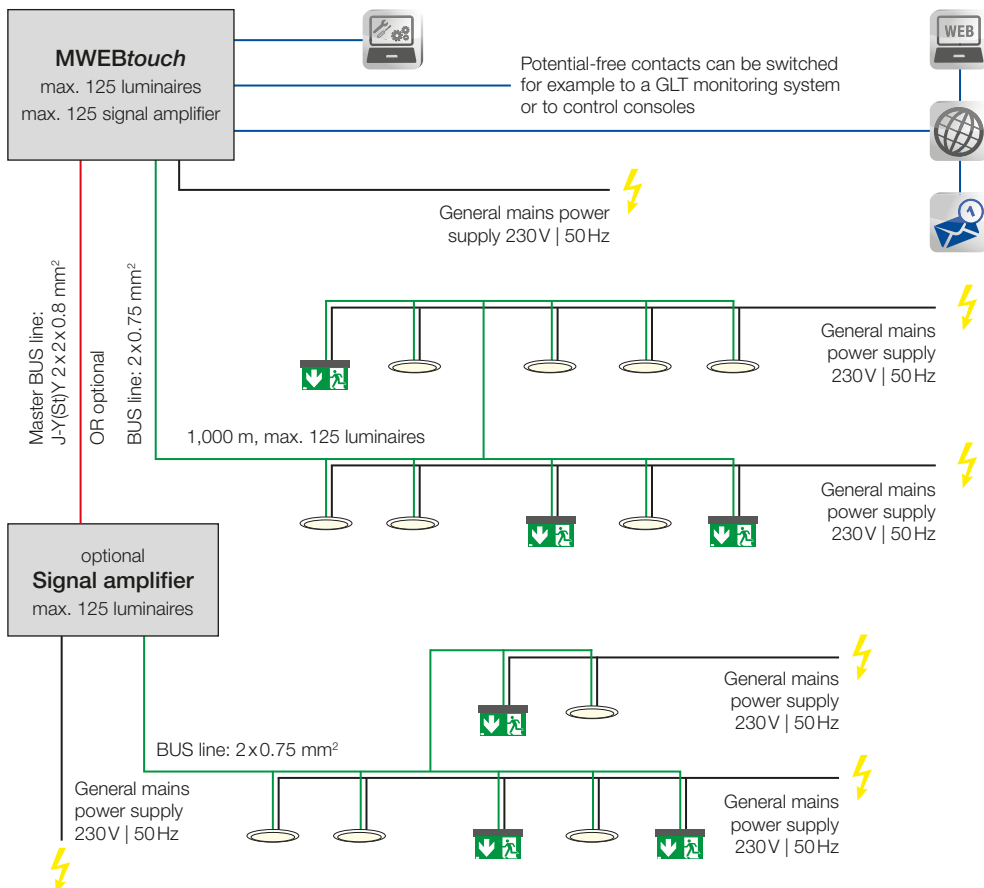 MWEBtouch
max. 125 luminaires
max. 125 signal amplifier
WEB
Potential-free contacts can be switched
for example to a GLT monitoring system
or to control consoles
1
General mains power
supply 230 V | 50 Hz
Master BUS line:
J-Y(St)Y 2 x 2 x 0.8 mm²
OR optional
BUS line: 2 x 0.75 mm²
General mains
power supply
230 V | 50 Hz
1,000 m, max. 125 luminaires
General mains
power supply
230 V | 50 Hz
optional
Signal amplifier
max. 125 luminaires
General mains
power supply
230 V | 50 Hz
BUS line: 2 x 0.75 mm²
General mains
power supply
230 V | 50 Hz
General mains
power supply
230 V | 50 Hz